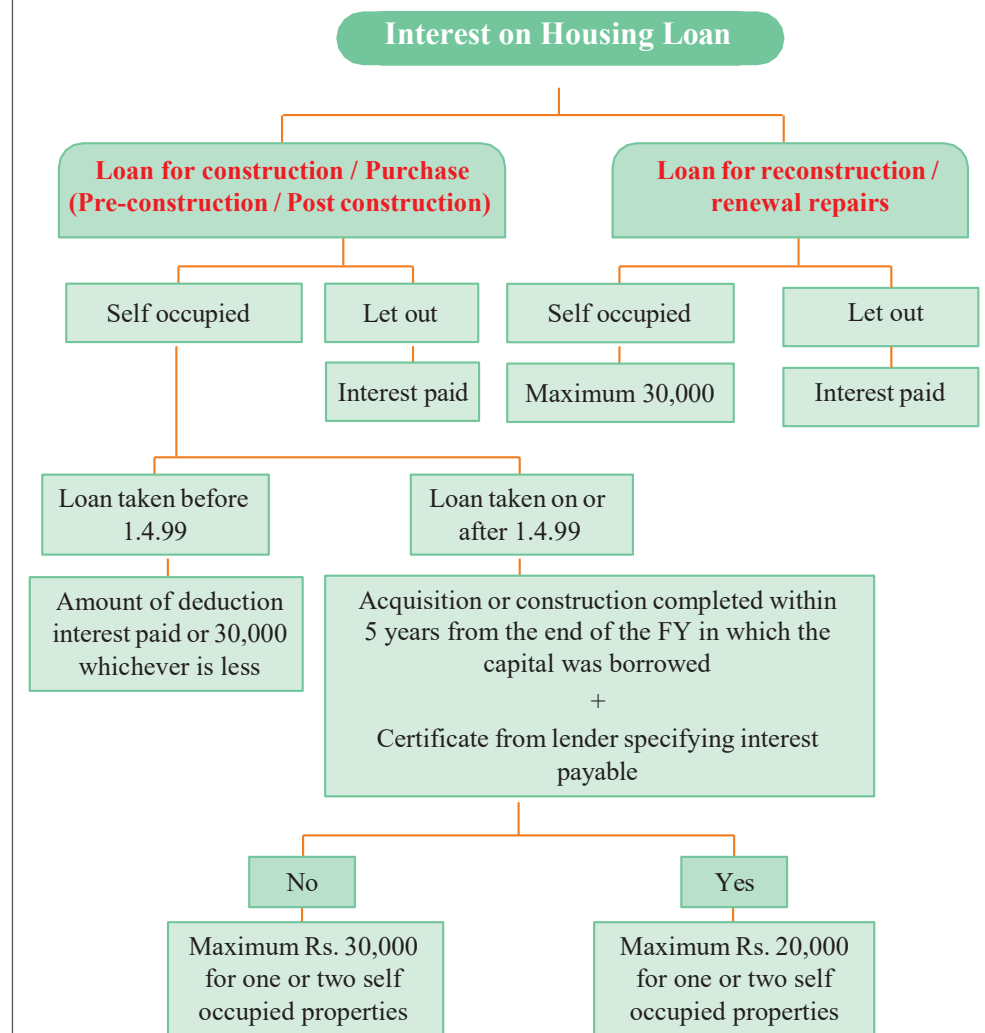 Interest on Housing Loan
Loan for construction / Purchase
(Pre-construction / Post construction)
Loan for reconstruction /
renewal repairs
Self occupied
Let out
Self occupied
Let out
Interest paid
Maximum 30,000
Interest paid
Loan taken before
1.4.99
Loan taken on or
after 1.4.99
Amount of deduction
interest paid or 30,000
whichever is less
Acquisition or construction completed within
5 years from the end of the FY in which the
capital was borrowed
+
Certificate from lender specifying interest
payable
No
Yes
Maximum Rs. 30,000
for one or two self
occupied properties
Maximum Rs. 20,000
for one or two self
occupied properties